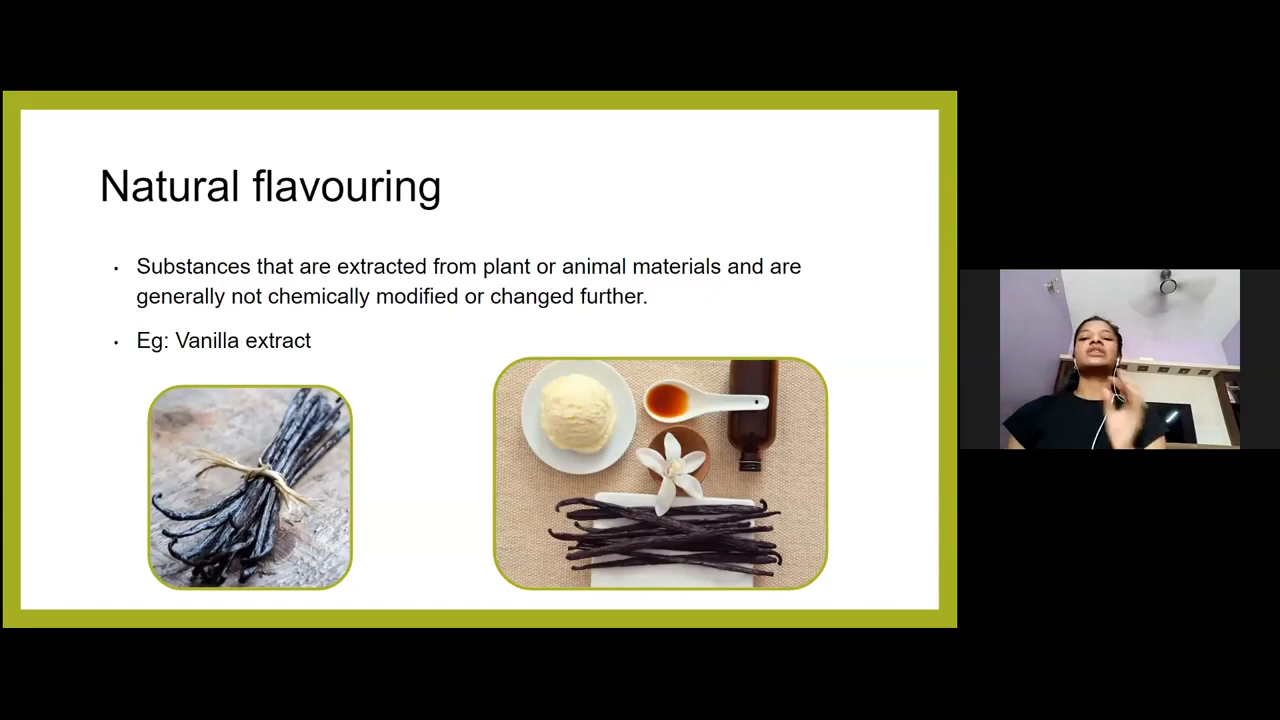 Natural flavouring
• Substances that are extracted from plant or animal materials and are
generally not chemically modified or changed further.
• Eg: Vanilla extract